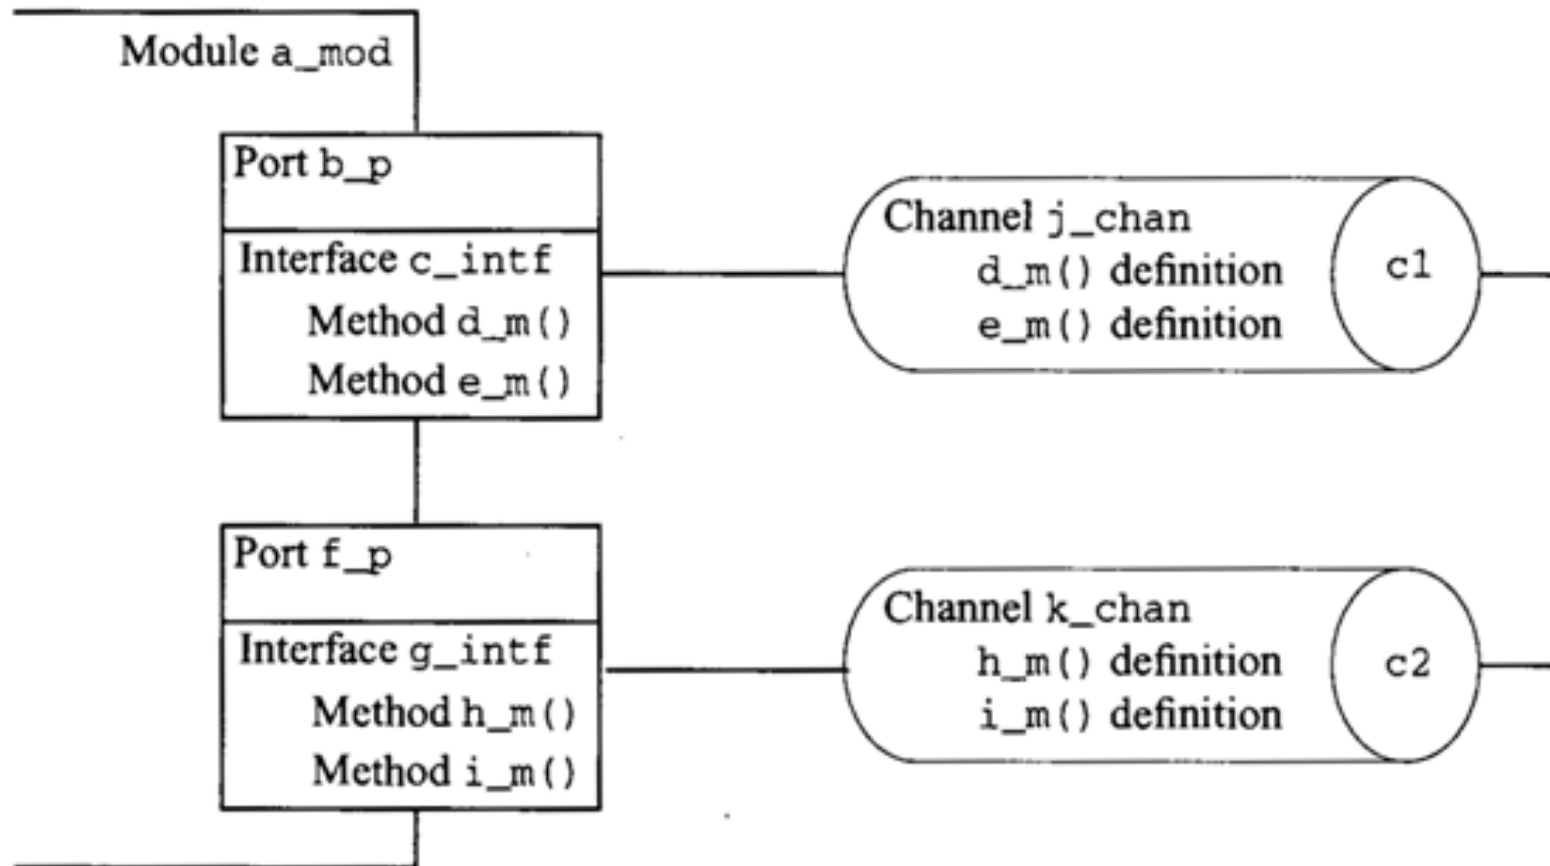 Module a_mod
Port b_p
Interface c_intf
Method d_m()
Method e_m()
Channel j_chan
d_m() definition
e_m() definition
c1
Port f_p
Interface g_intf
Method h_m()
Method i_m()
Channel k_chan
h_m() definition
i_m() definition
c2